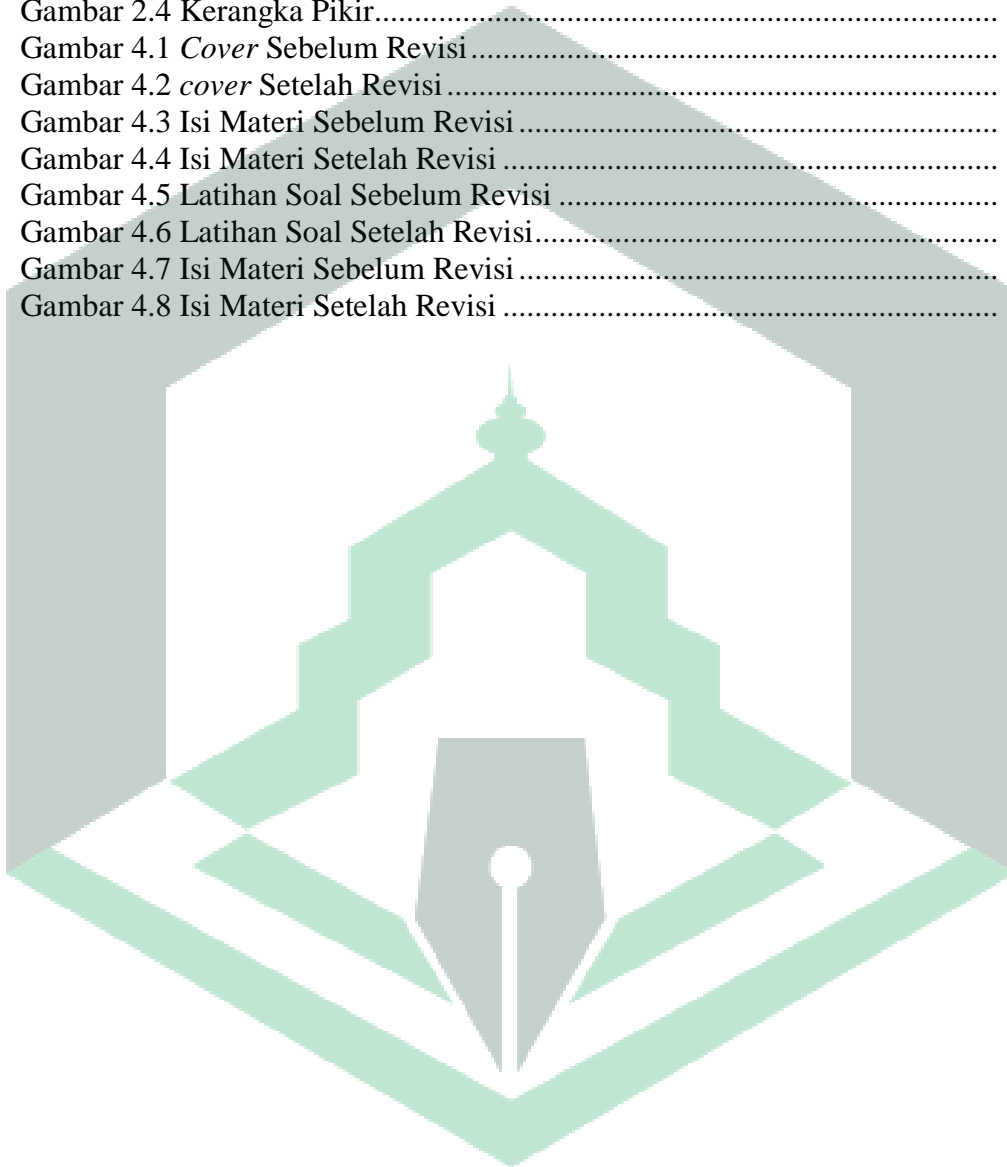 Gambar 2.4 Kerangka Pikir................................................................................
Gambar 4.1 Cover Sebelum Revisi....................................................................
Gambar 4.2 cover Setelah Revisi.......................................................................
Gambar 4.3 Isi Materi Sebelum Revisi..............................................................
Gambar 4.4 Isi Materi Setelah Revisi................................................................
Gambar 4.5 Latihan Soal Sebelum Revisi.........................................................
Gambar 4.6 Latihan Soal Setelah Revisi............................................................
Gambar 4.7 Isi Materi Sebelum Revisi..............................................................
Gambar 4.8 Isi Materi Setelah Revisi................................................................